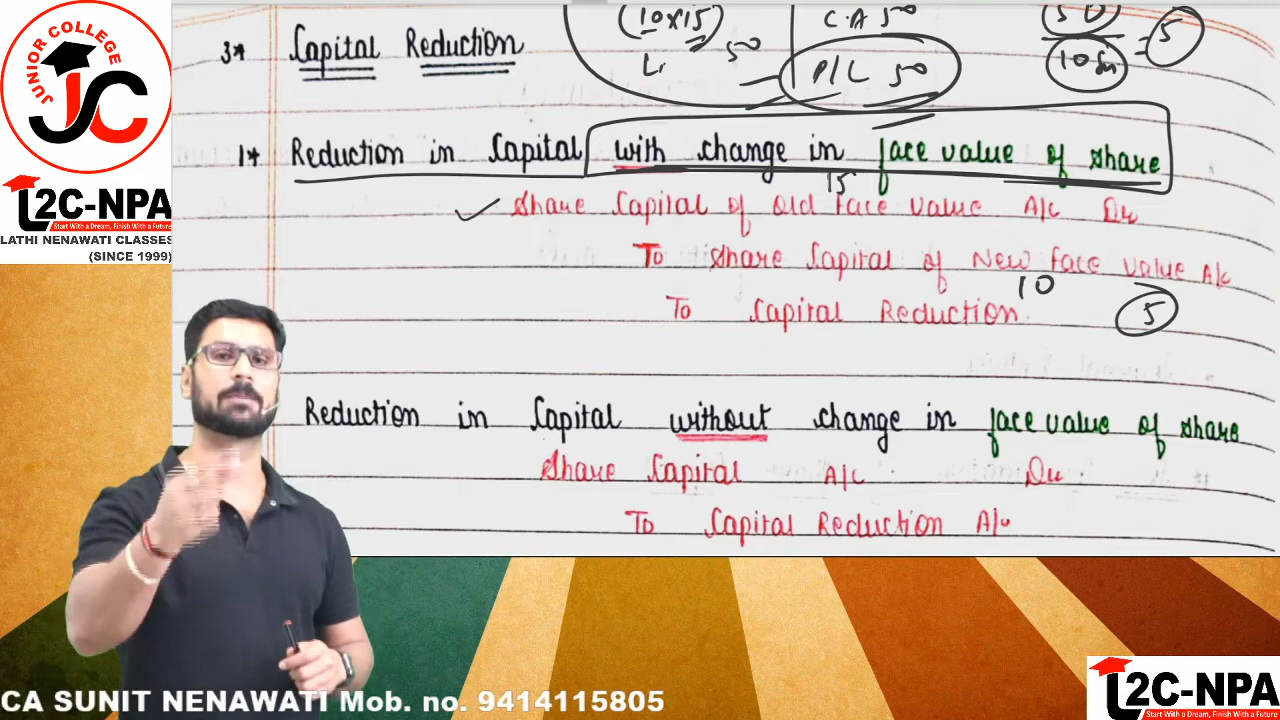 JUNIOR COLLEGE
JC
L2C-NPA
Start With a Dream, Finish With a Future
LATHI NENAWATI CLASSES
(SINCE 1999)
(10x15)
50
C.A 50
P/L 50
50
10 = 5
3* Capital Reduction
1* Reduction in Capital with change in face value of share
15
Share Capital of Old Face Value A/c Dr
To Share Capital of New Face Value A/c
10
To Capital Reduction 5
Reduction in Capital without change in face value of share
Share Capital A/c Dr
To Capital Reduction A/c
CA SUNIT NENAWATI Mob. no. 9414115805
L2C-NPA
Start With a Dream, Finish With a Future